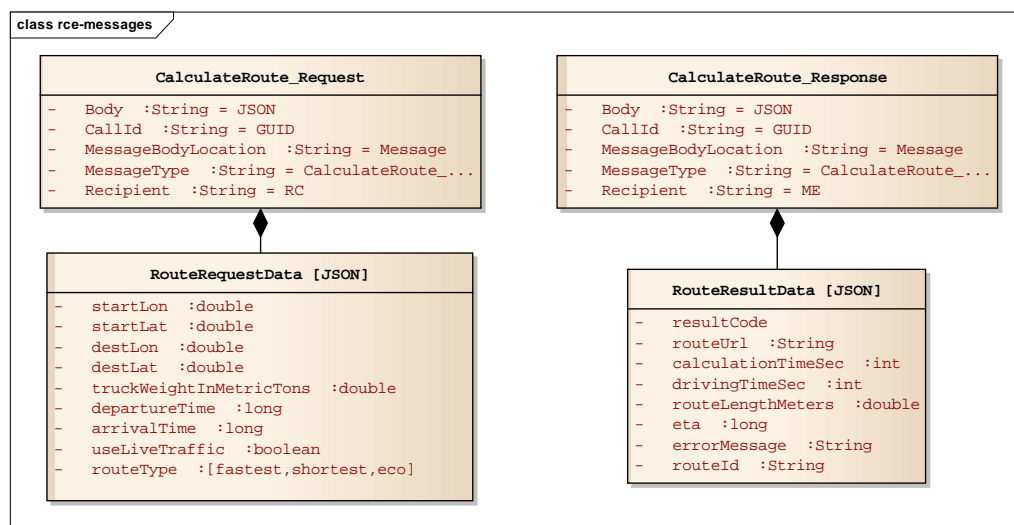 class rce-messages
CalculateRoute_Request
- Body :String = JSON
- CallId :String = GUID
- MessageBodyLocation :String = Message
- MessageType :String = CalculateRoute_...
- Recipient :String = RC
CalculateRoute_Response
- Body :String = JSON
- CallId :String = GUID
- MessageBodyLocation :String = Message
- MessageType :String = CalculateRoute_...
- Recipient :String = ME
RouteRequestData [JSON]
- startLon :double
- startLat :double
- destLon :double
- destLat :double
- truckWeightInMetricTons :double
- departureTime :long
- arrivalTime :long
- useLiveTraffic :boolean
- routeType :[fastest,shortest,eco]
RouteResultData [JSON]
- resultCode
- routeUrl :String
- calculationTimeSec :int
- drivingTimeSec :int
- routeLengthMeters :double
- eta :long
- errorMessage :String
- routeId :String